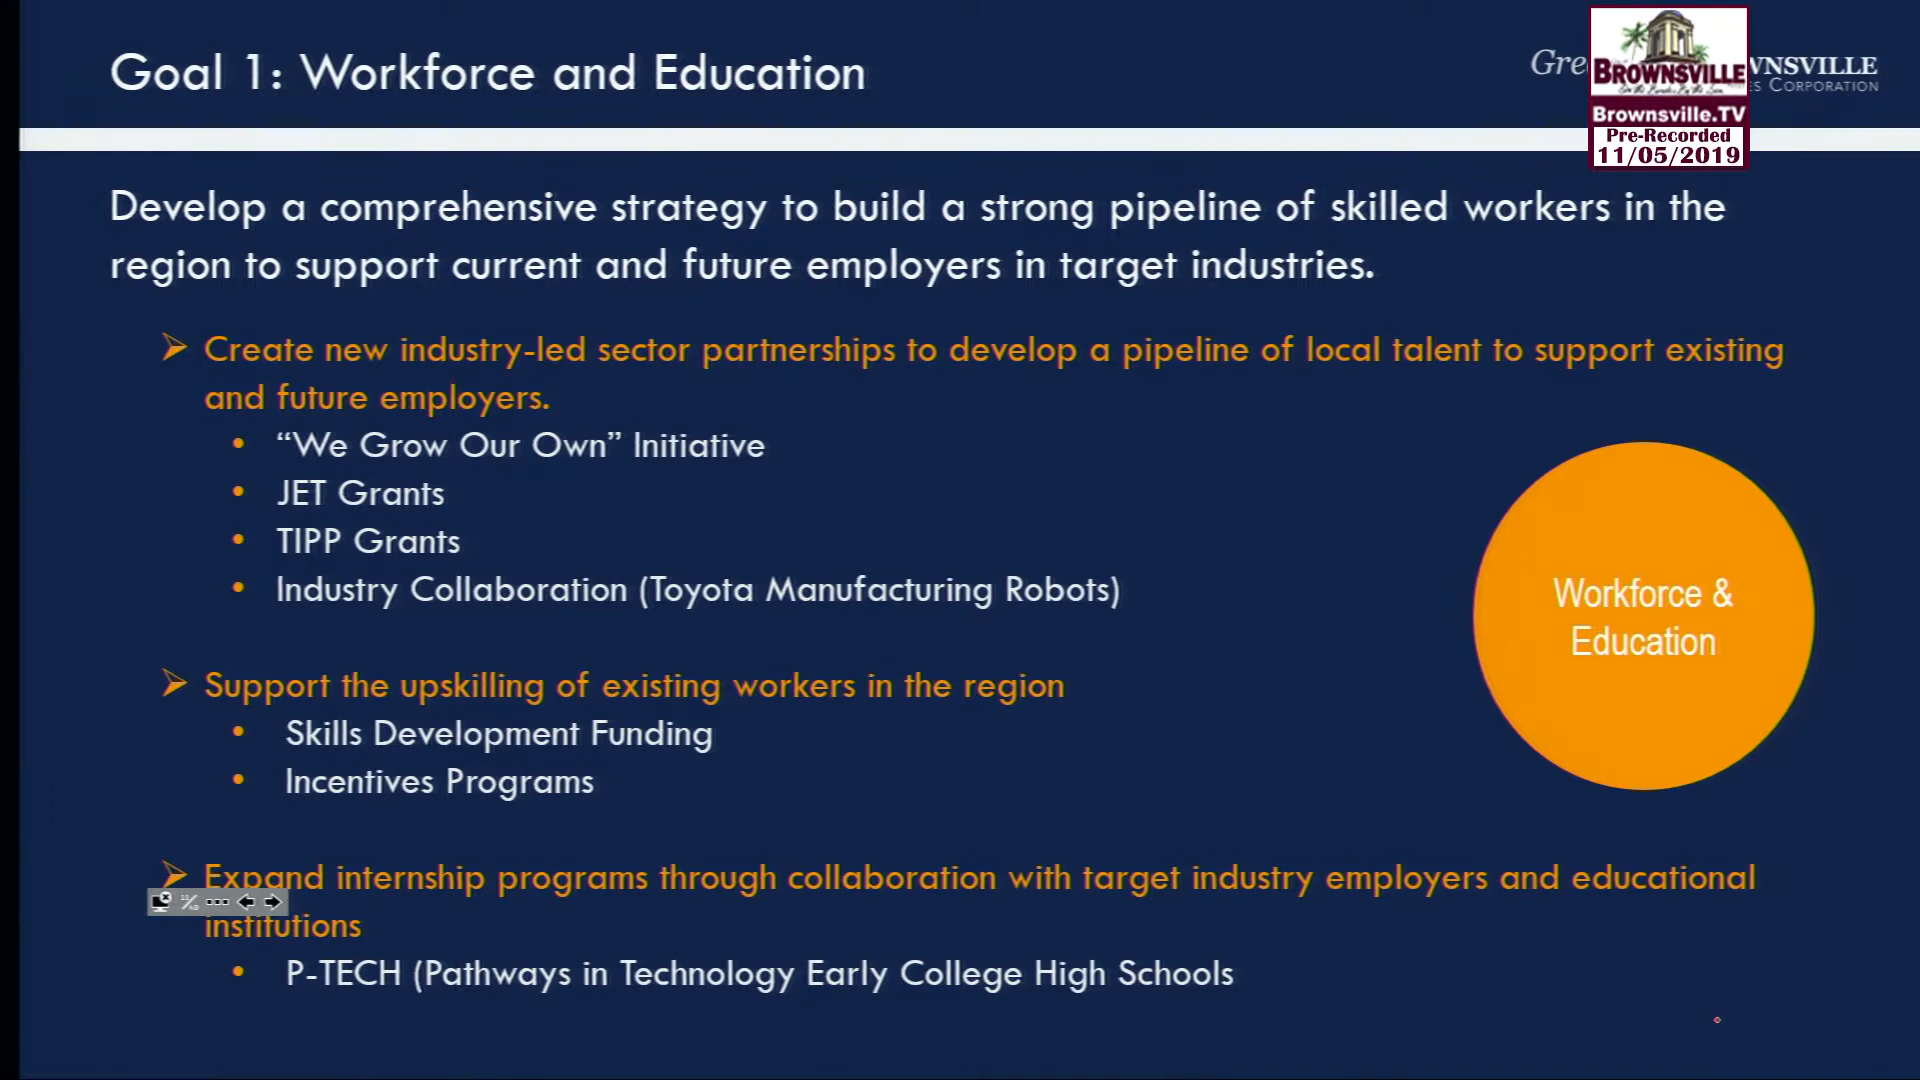 Goal 1: Workforce and Education
BROWNSVILLE
Brownsville.TV
Pre-Recorded
11/05/2019
CORPORATION
Develop a comprehensive strategy to build a strong pipeline of skilled workers in the
region to support current and future employers in target industries.
➢ Create new industry-led sector partnerships to develop a pipeline of local talent to support existing
and future employers.
• “We Grow Our Own” Initiative
• JET Grants
• TIPP Grants
• Industry Collaboration (Toyota Manufacturing Robots)
Workforce &
Education
➢ Support the upskilling of existing workers in the region
• Skills Development Funding
• Incentives Programs
➢ Expand internship programs through collaboration with target industry employers and educational
institutions
• P-TECH (Pathways in Technology Early College High Schools